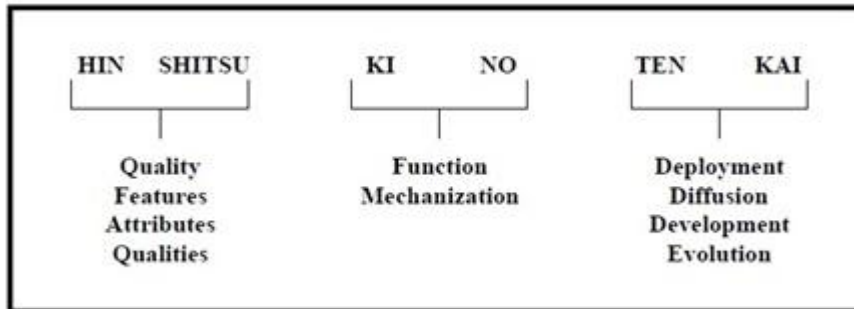 HIN SHITSU KI NO TEN KAI
Quality Function Deployment
Features Mechanization Diffusion
Attributes Development
Qualities Evolution